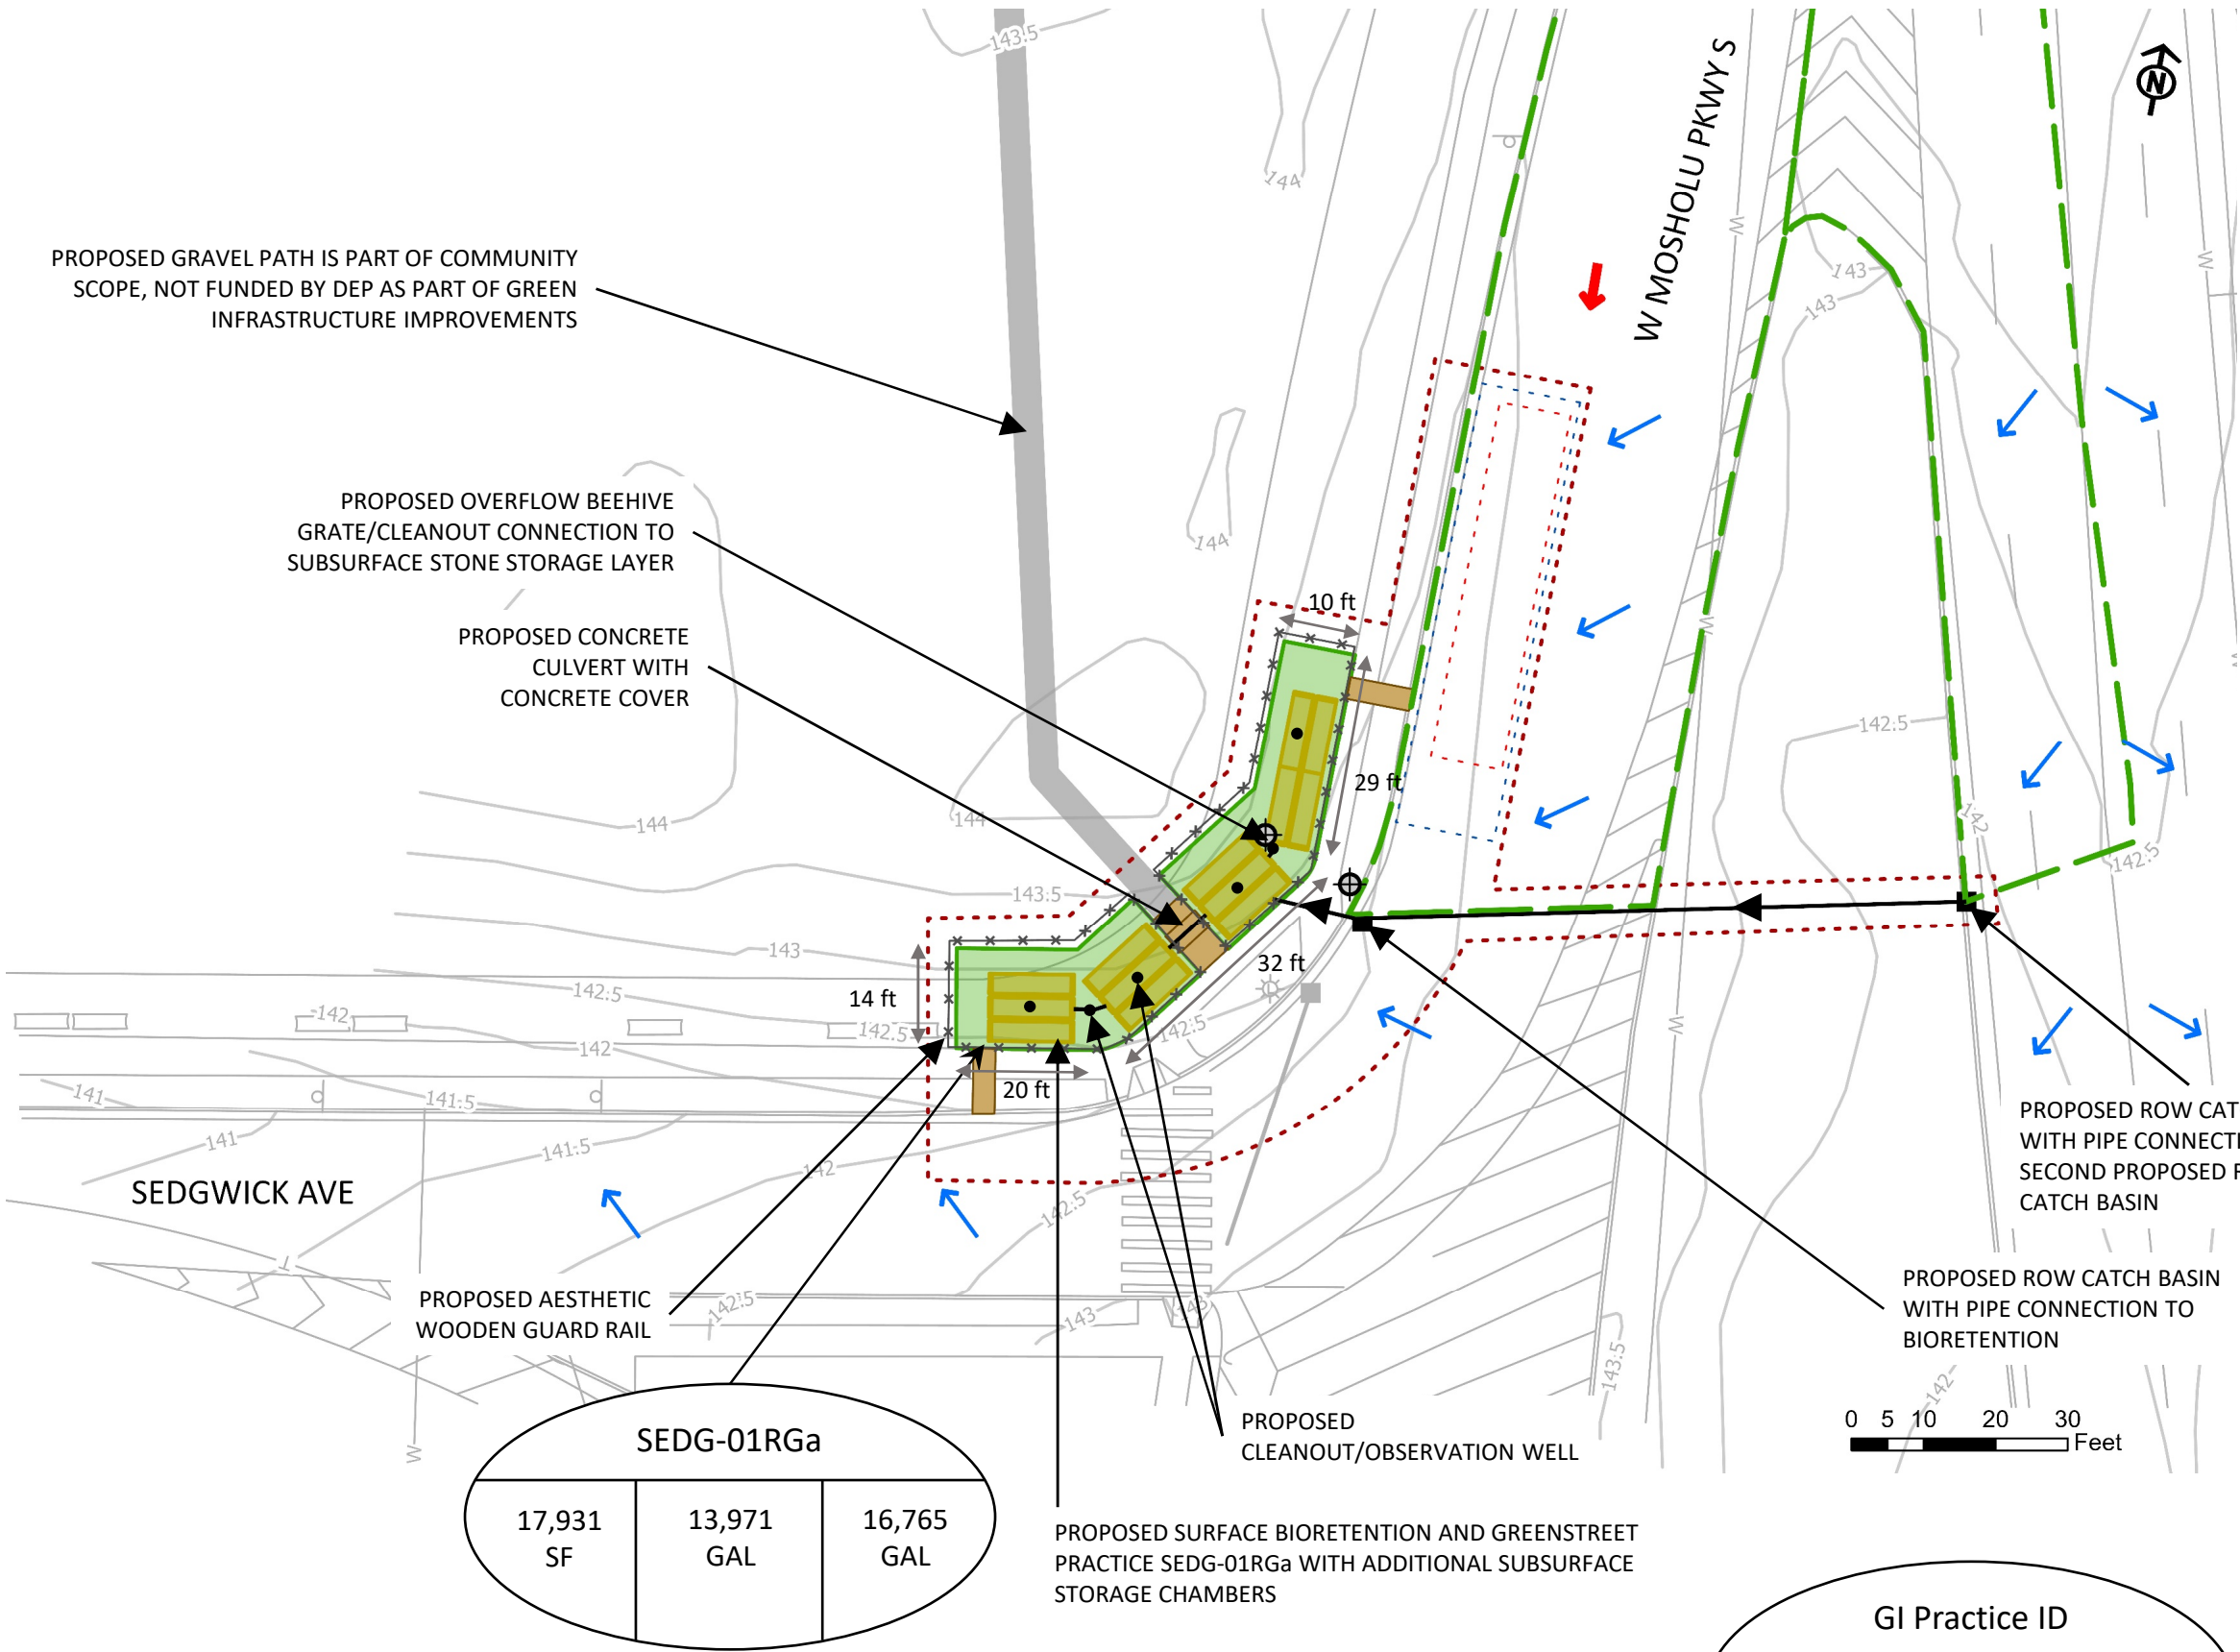 143.5
W MOSHOLU PKWY S
N
144
PROPOSED GRAVEL PATH IS PART OF COMMUNITY
SCOPE, NOT FUNDED BY DEP AS PART OF GREEN
INFRASTRUCTURE IMPROVEMENTS
W
W
143
143
PROPOSED OVERFLOW BEEHIVE
GRATE/CLEANOUT CONNECTION TO
SUBSURFACE STONE STORAGE LAYER
144
10 ft
PROPOSED CONCRETE
CULVERT WITH
CONCRETE COVER
W
142.5
29 ft
144
144
142
142.5
143.5
143
32 ft
14 ft
142.5
142
142.5
142.5
W
142
20 ft
141
141.5
141
141.5
142
SEDGWICK AVE
142.5
PROPOSED ROW CAT
WITH PIPE CONNECTI
SECOND PROPOSED R
CATCH BASIN
PROPOSED AESTHETIC
WOODEN GUARD RAIL
142.5
143
143
143.5
142
PROPOSED ROW CATCH BASIN
WITH PIPE CONNECTION TO
BIORETENTION
W
PROPOSED
CLEANOUT/OBSERVATION WELL
0 5 10 20 30
Feet
SEDG-01RGa
17,931 SF
13,971 GAL
16,765 GAL
PROPOSED SURFACE BIORETENTION AND GREENSTREET
PRACTICE SEDG-01RGa WITH ADDITIONAL SUBSURFACE
STORAGE CHAMBERS
GI Practice ID